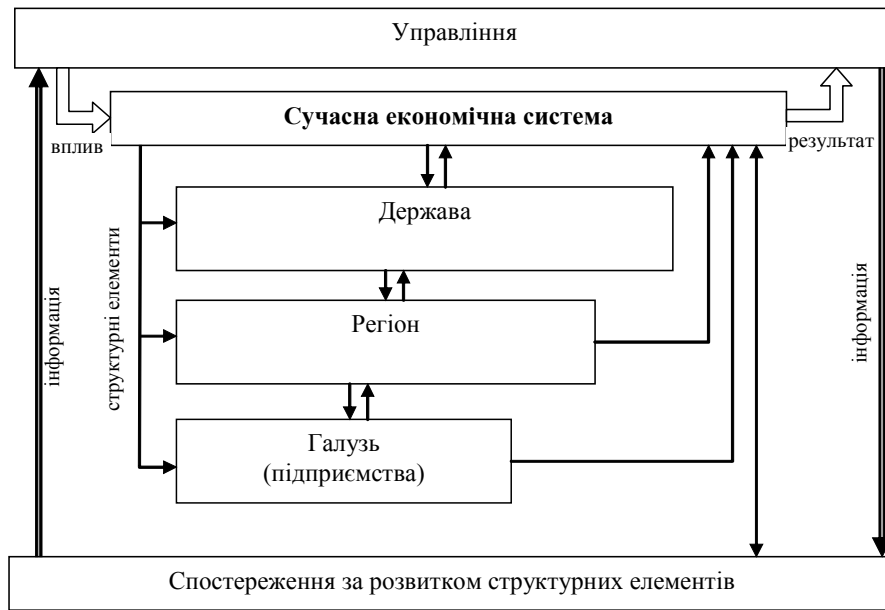 Управління
Сучасна економічна система
вплив
результат
Держава
структурні елементи
інформація
Регіон
інформація
Галузь
(підприємства)
Спостереження за розвитком структурних елементів